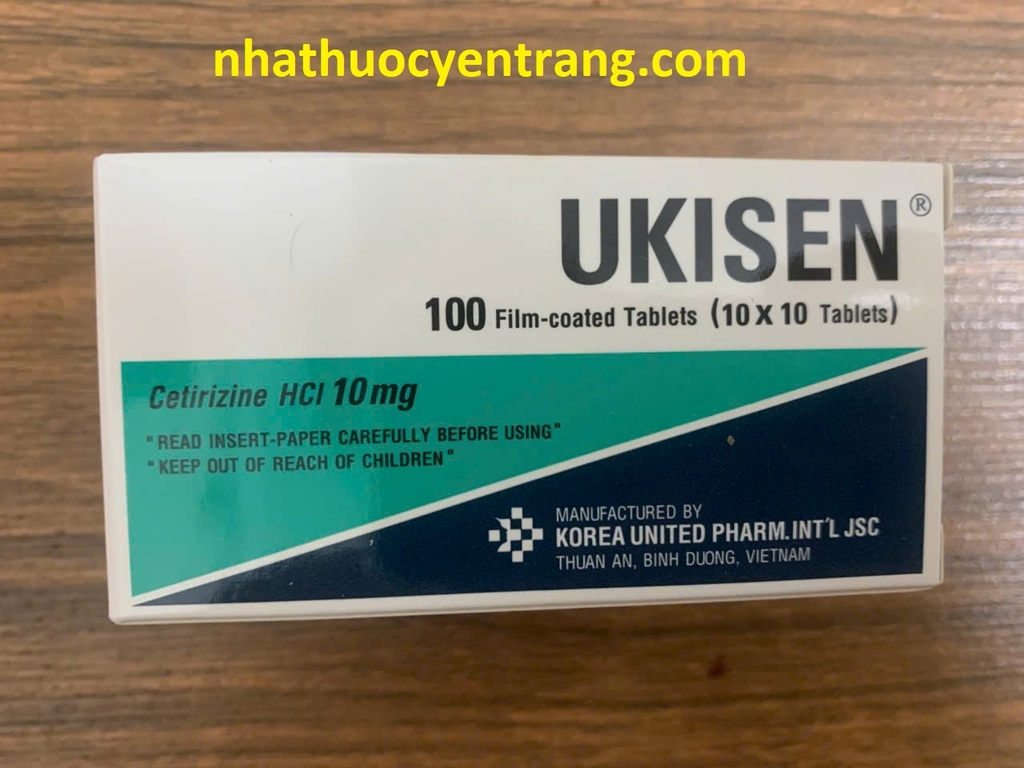 nhathuocyentrang.com
UKISEN®
100 Film-coated Tablets (10 X 10 Tablets)
Cetirizine HCl 10mg
"READ INSERT-PAPER CAREFULLY BEFORE USING"
"KEEP OUT OF REACH OF CHILDREN"
MANUFACTURED BY
KOREA UNITED PHARM. INT'L JSC
THUAN AN, BINH DUONG, VIETNAM